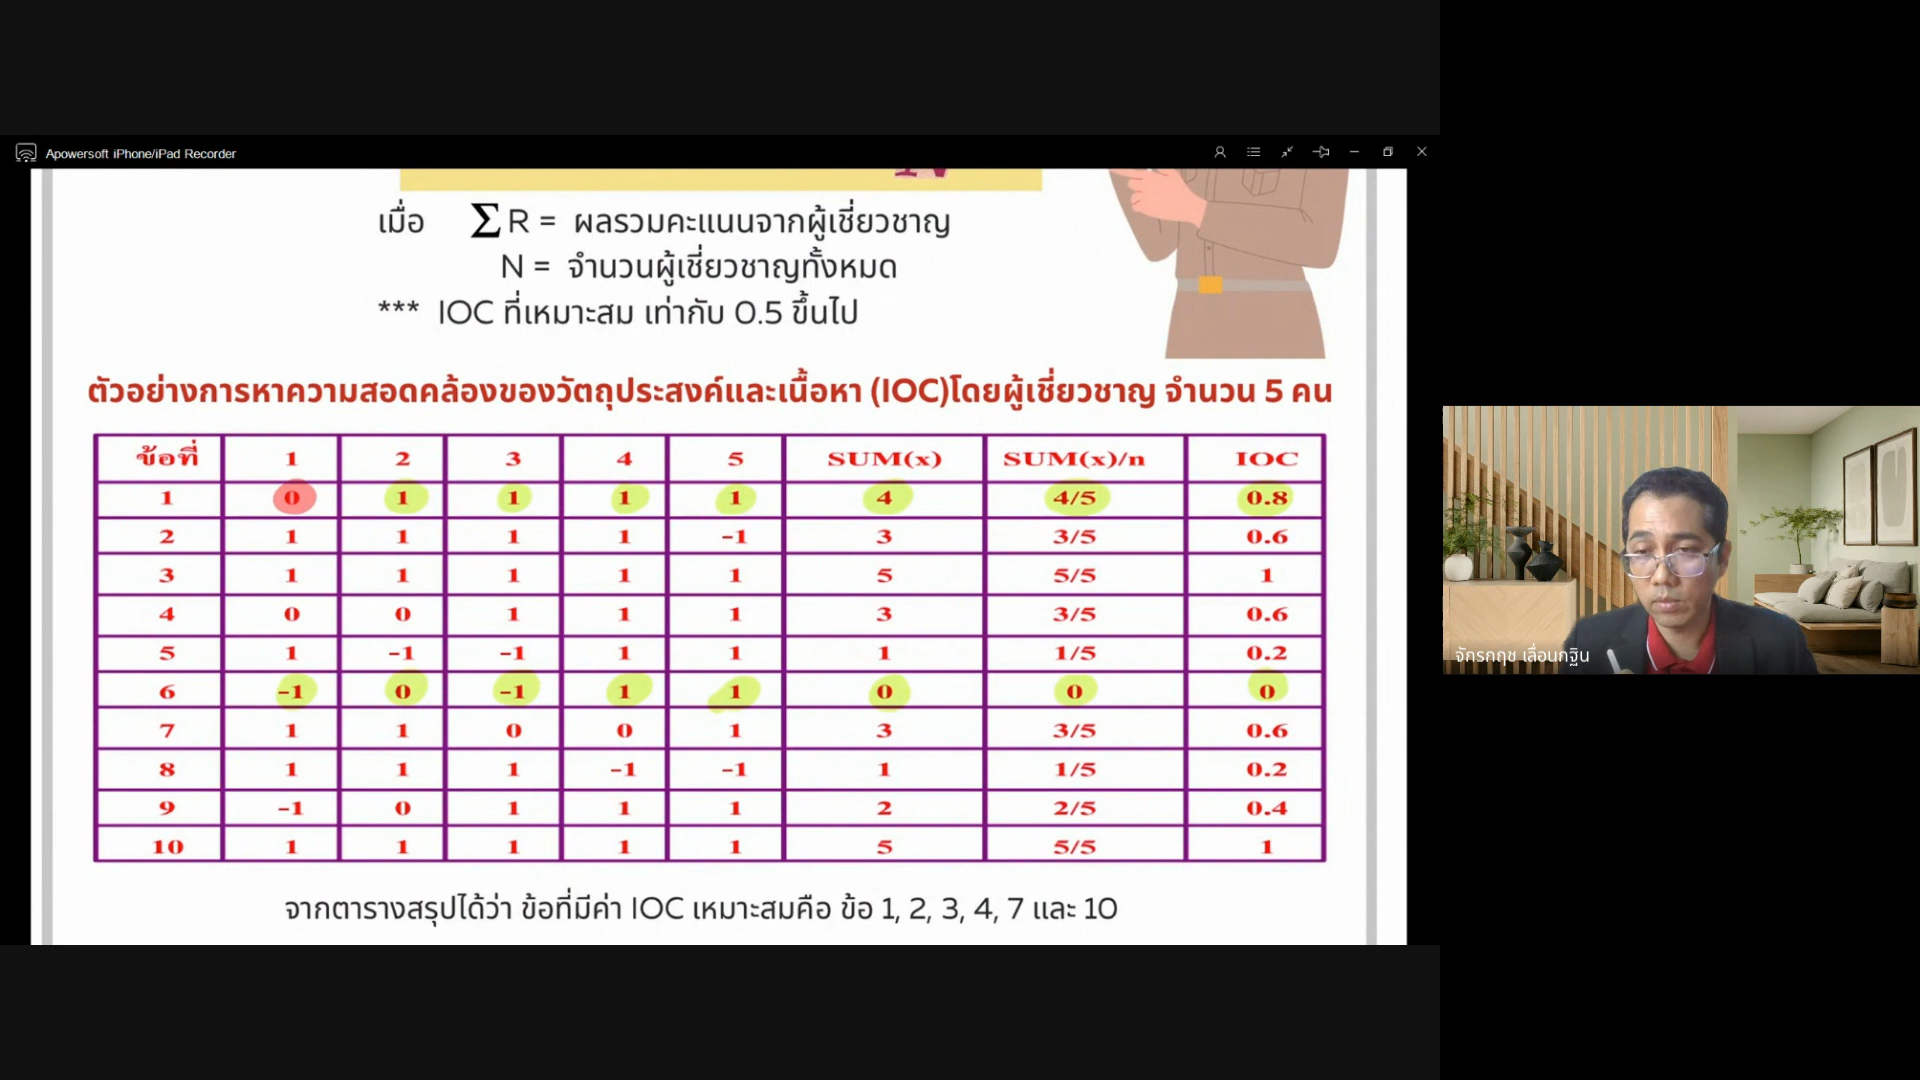 Apowersoft iPhone/iPad Recorder
เมื่อ ∑R = ผลรวมคะแนนจากผู้เชี่ยวชาญ
N = จำนวนผู้เชี่ยวชาญทั้งหมด
*** IOC ที่เหมาะสม เท่ากับ 0.5 ขึ้นไป
ตัวอย่างการหาความสอดคล้องของวัตถุประสงค์และเนื้อหา (IOC)โดยผู้เชี่ยวชาญ จำนวน 5 คน
ข้อที่ 1 2 3 4 5 SUM(x) SUM(x)/n IOC
1 0 1 1 1 1 4 4/5 0.8
2 1 1 1 1 -1 3 3/5 0.6
3 1 1 1 1 1 5 5/5 1
4 0 0 1 1 1 3 3/5 0.6
5 1 -1 -1 1 1 1 1/5 0.2
6 -1 0 -1 1 1 0 0 0
7 1 1 0 0 1 3 3/5 0.6
8 1 1 1 -1 -1 1 1/5 0.2
9 -1 0 1 1 1 2 2/5 0.4
10 1 1 1 1 1 5 5/5 1
จากตารางสรุปได้ว่า ข้อที่มีค่า IOC เหมาะสมคือ ข้อ 1, 2, 3, 4, 7 และ 10
จักรกฤช เลื่อนกฐิน